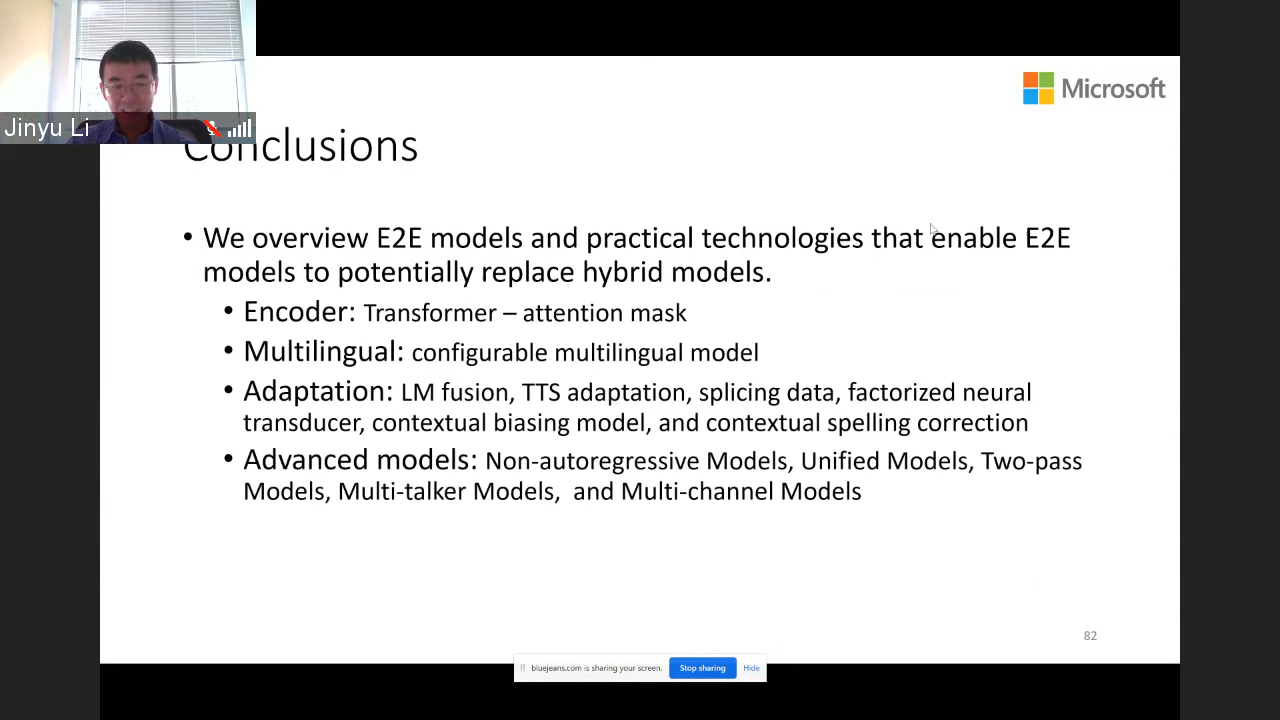 Microsoft
Jinyu Li
Conclusions
• We overview E2E models and practical technologies that enable E2E
models to potentially replace hybrid models.
• Encoder: Transformer – attention mask
• Multilingual: configurable multilingual model
• Adaptation: LM fusion, TTS adaptation, splicing data, factorized neural
transducer, contextual biasing model, and contextual spelling correction
• Advanced models: Non-autoregressive Models, Unified Models, Two-pass
Models, Multi-talker Models,  and Multi-channel Models
82
bluejeans.com is sharing your screen. Stop sharing Hide